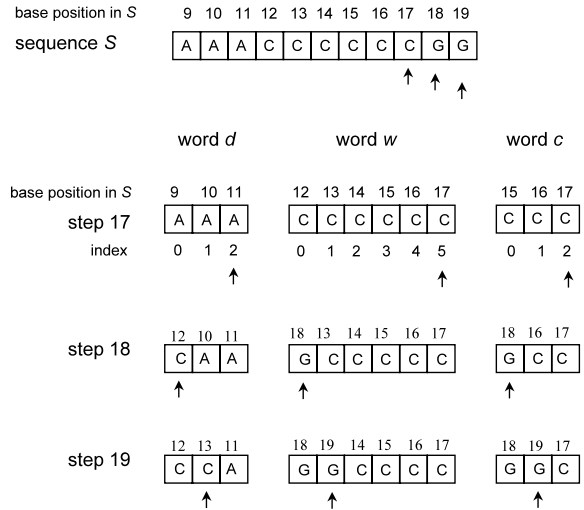 base position in S 9 10 11 12 13 14 15 16 17 18 19
sequence S A A A C C C C C C G G
word d word w word c
base position in S 9 10 11 12 13 14 15 16 17 15 16 17
step 17 A A A C C C C C C C C C
index 0 1 2 0 1 2 3 4 5 0 1 2
12 10 11 18 13 14 15 16 17 18 16 17
step 18 C A A G C C C C C G C C
12 13 11 18 19 14 15 16 17 18 19 17
step 19 C C A G G C C C C G G C